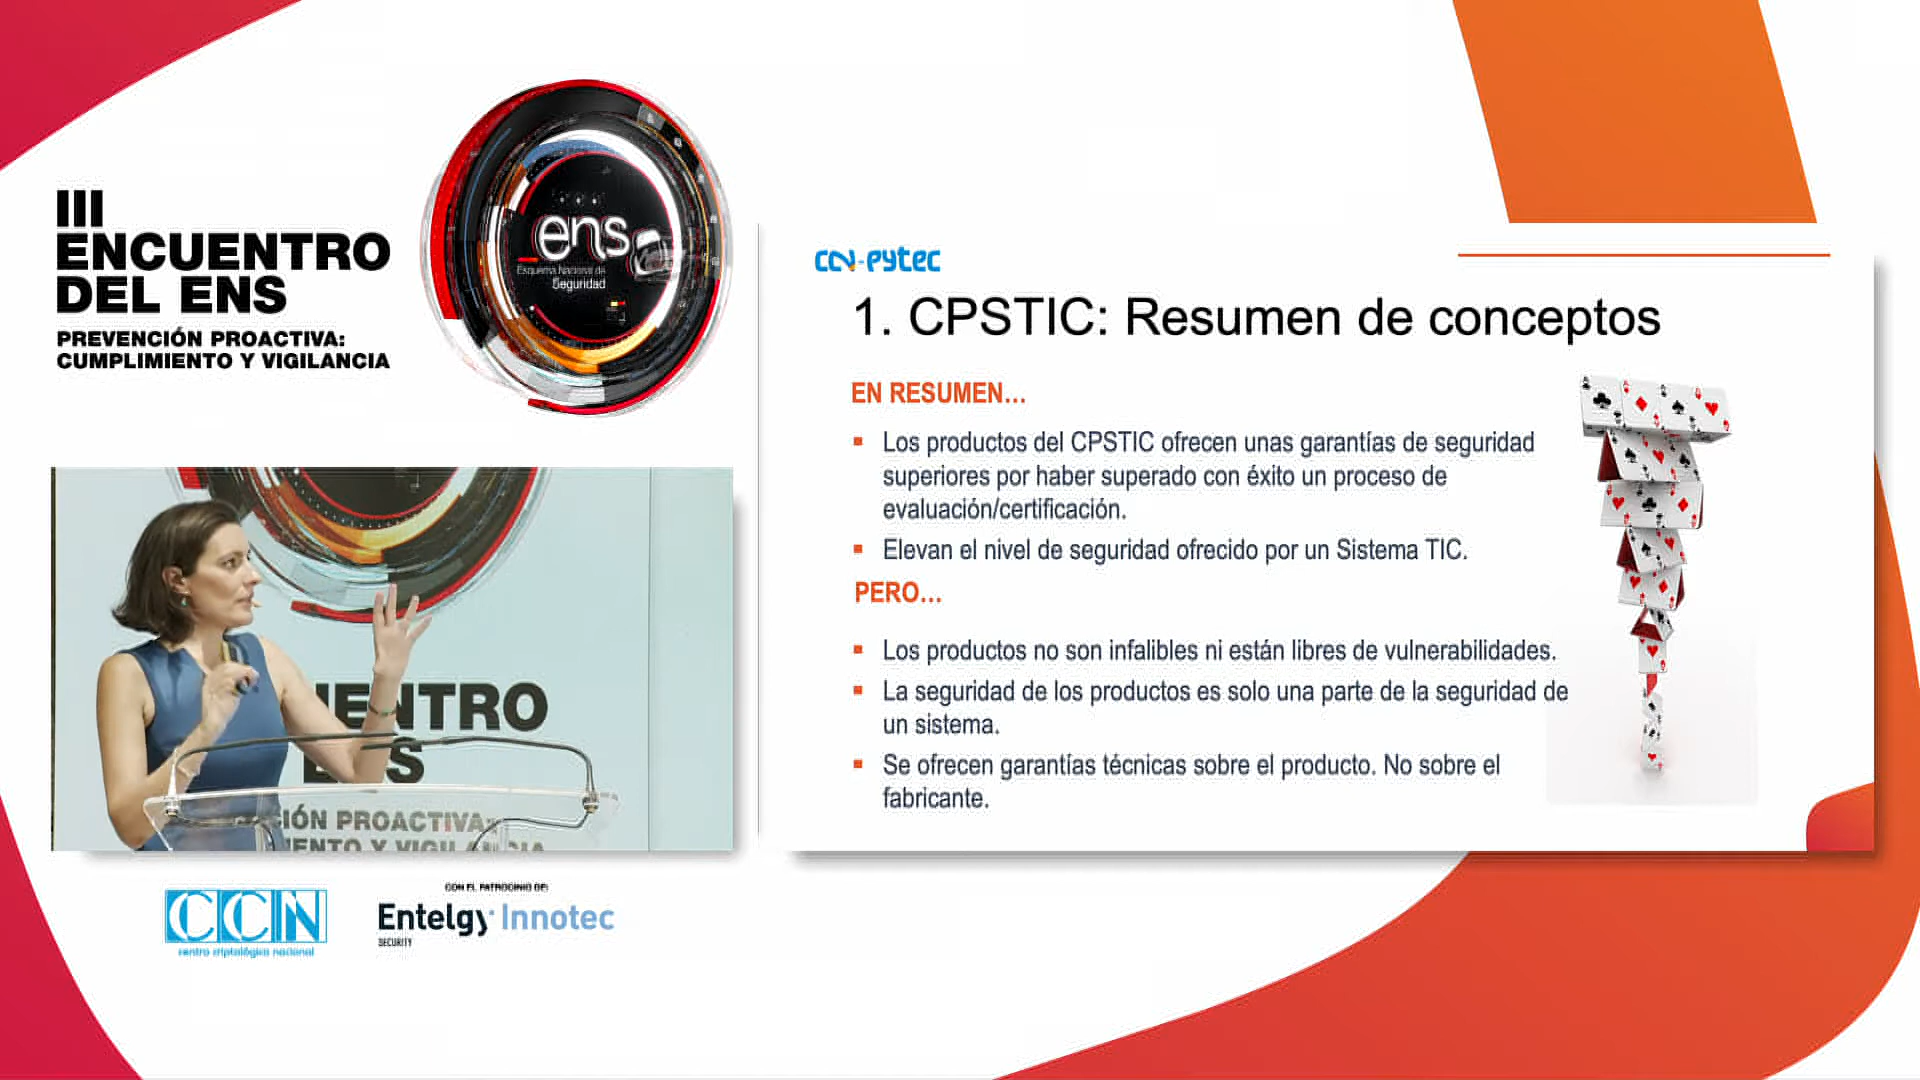 III
ENCUENTRO
DEL ENS
PREVENCIÓN PROACTIVA:
CUMPLIMIENTO Y VIGILANCIA
ens
Esquema Nacional de
Seguridad
IENTRO
CIÓN PROACTIVA:
IENTO Y VIGILANCIA
CCN
centro criptológico nacional
CON EL PATROCINIO DE:
Entelgy Innotec
SECURITY
CCN-PYTEC
1. CPSTIC: Resumen de conceptos
EN RESUMEN...
▪ Los productos del CPSTIC ofrecen unas garantías de seguridad
superiores por haber superado con éxito un proceso de
evaluación/certificación.
▪ Elevan el nivel de seguridad ofrecido por un Sistema TIC.
PERO...
▪ Los productos no son infalibles ni están libres de vulnerabilidades.
▪ La seguridad de los productos es solo una parte de la seguridad de
un sistema.
▪ Se ofrecen garantías técnicas sobre el producto. No sobre el
fabricante.